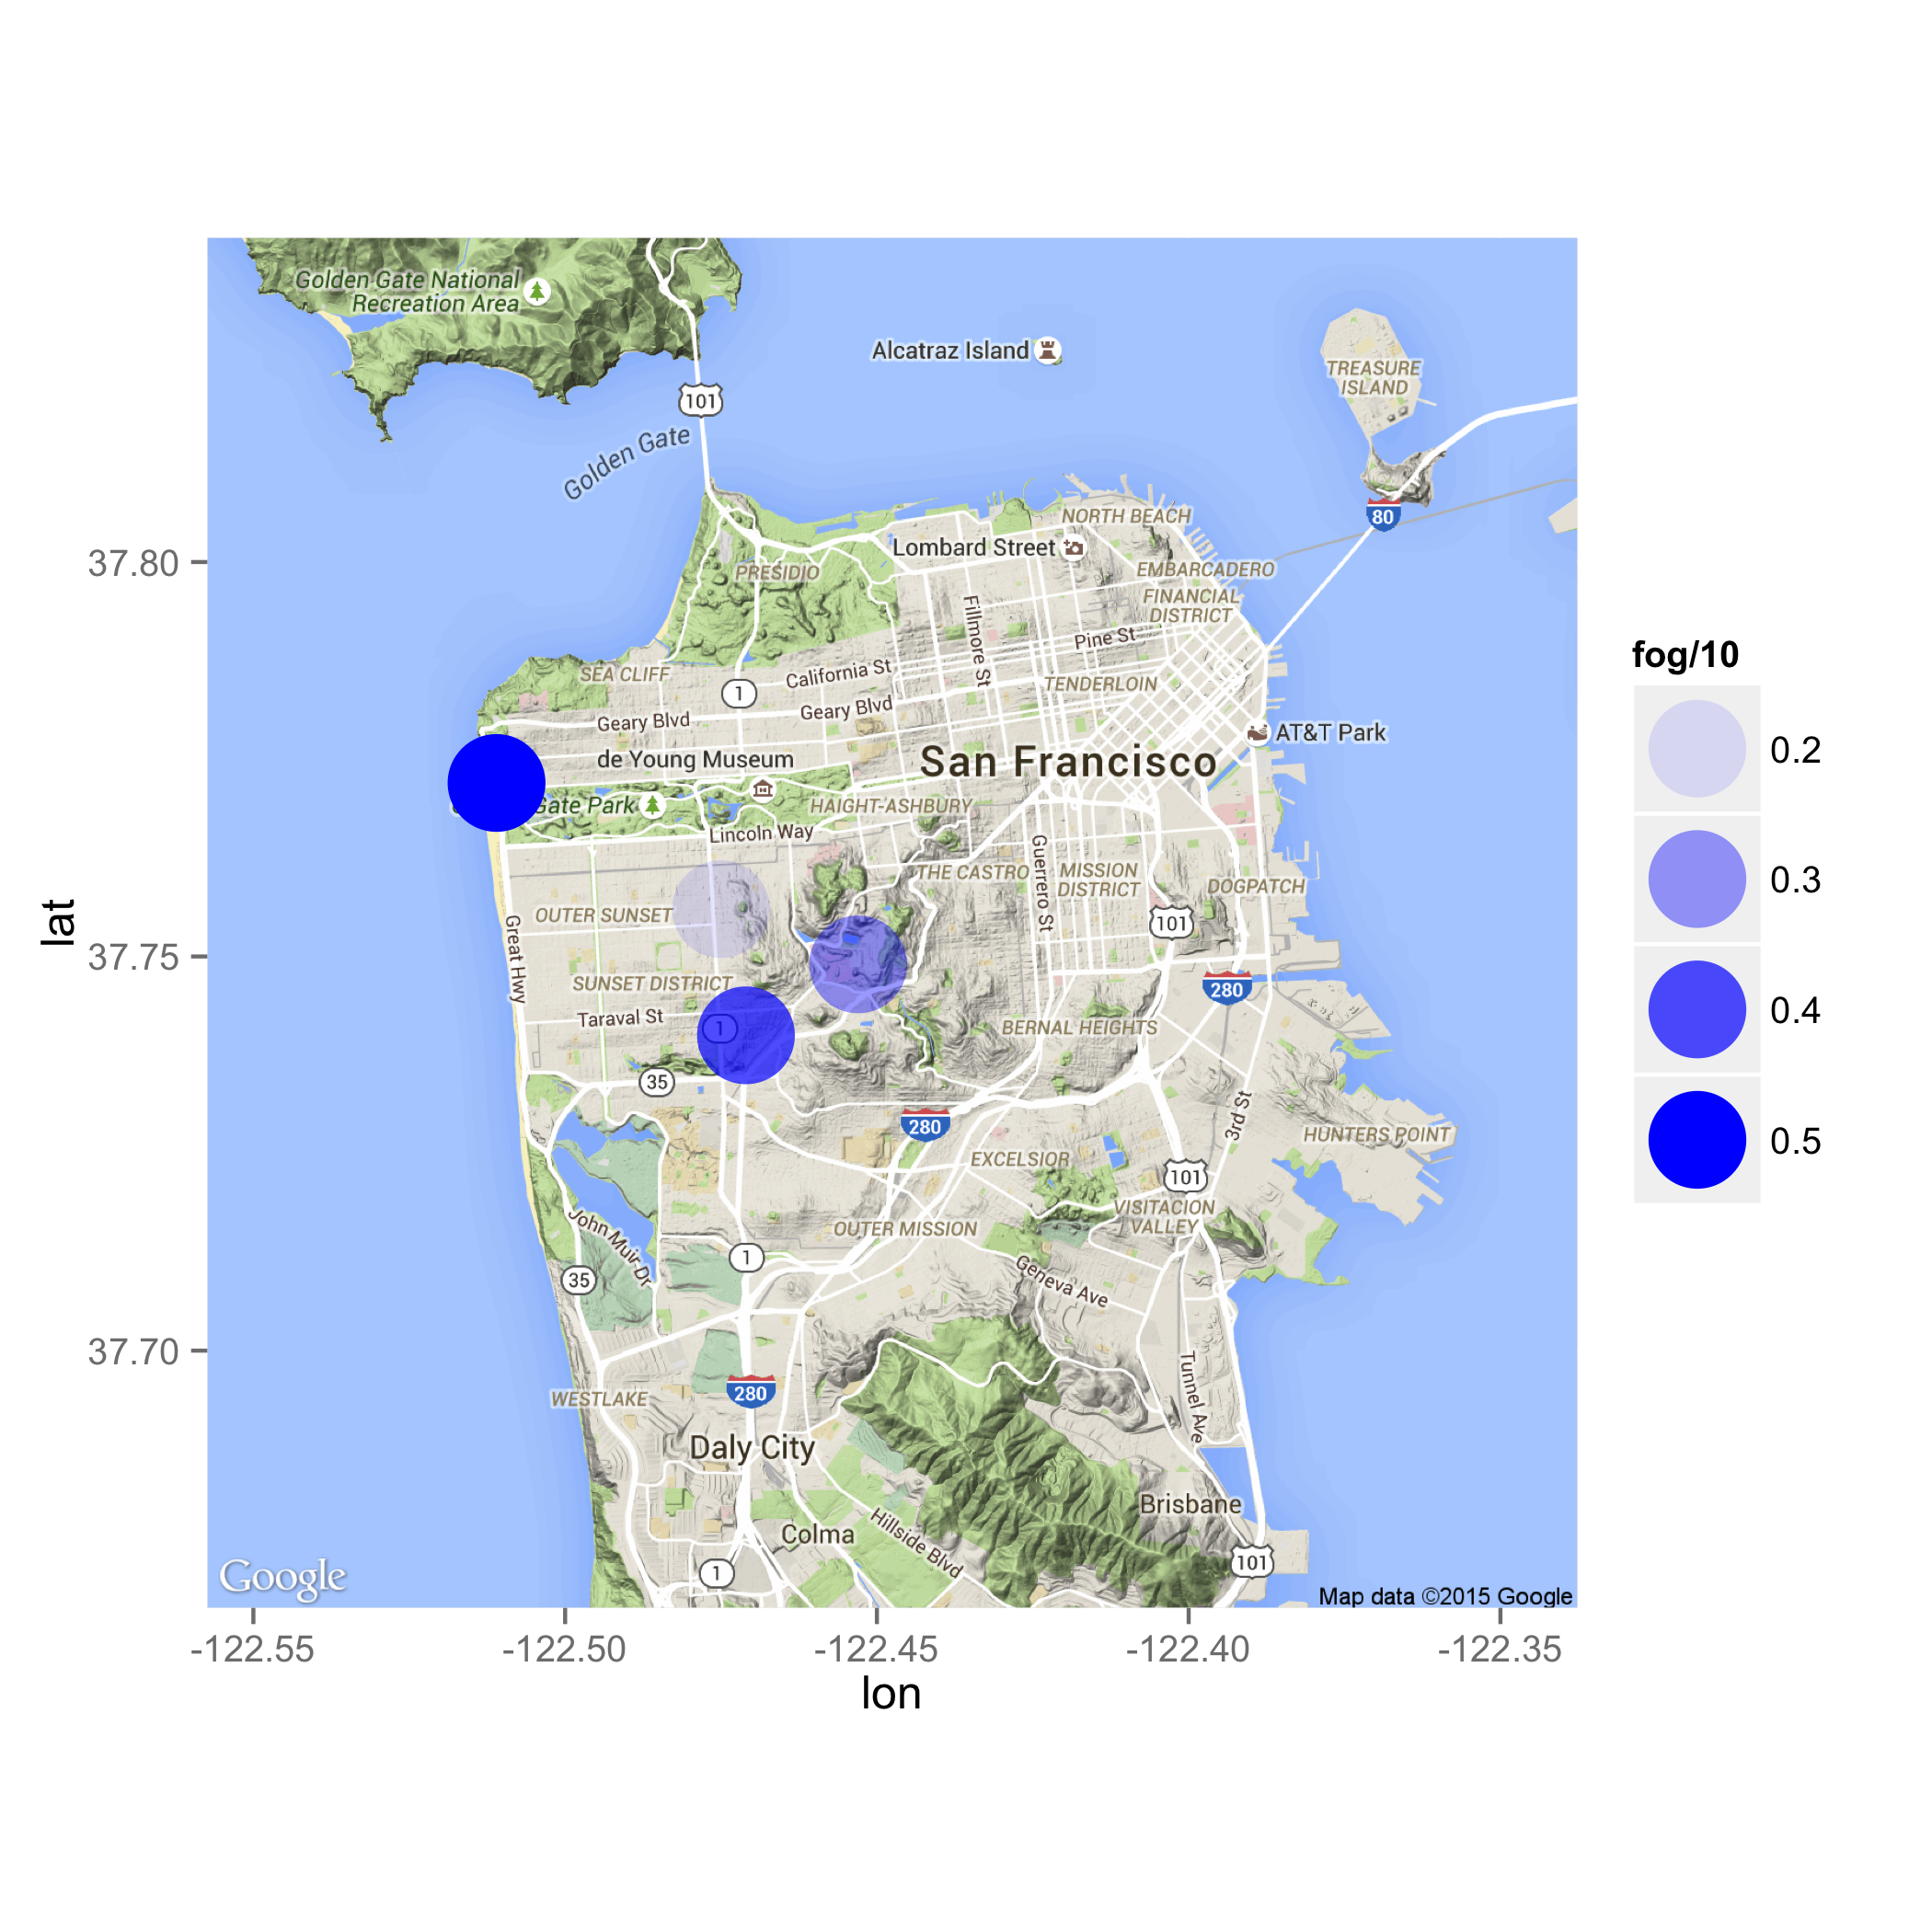 Golden Gate National
Recreation Area
Alcatraz Island
TREASURE
ISLAND
101
Golden Gate
80
NORTH BEACH
Lombard Street
EMBARCADERO
PRESIDIO
FINANCIAL
DISTRICT
Fillmore St
Pine St
SEA CLIFF
California St
TENDERLOIN
1
Geary Blvd
Geary Blvd
AT&T Park
de Young Museum
San Francisco
Gate Park
HAIGHT-ASHBURY
Lincoln Way
Guerrero St
THE CASTRO
MISSION
DISTRICT
DOGPATCH
OUTER SUNSET
101
Great Hwy
SUNSET DISTRICT
280
Taraval St
1
BERNAL HEIGHTS
35
280
3rd St
HUNTERS POINT
EXCELSIOR
101
VISITACION
VALLEY
OUTER MISSION
John Muir Dr
1
35
Geneva Ave
280
WESTLAKE
Tunnel Ave
Daly City
Brisbane
Colma
Hillside Blvd
101
1
Google
Map data ©2015 Google
37.80
37.75
37.70
lat
-122.55
-122.50
-122.45
-122.40
-122.35
lon
fog/10
0.2
0.3
0.4
0.5